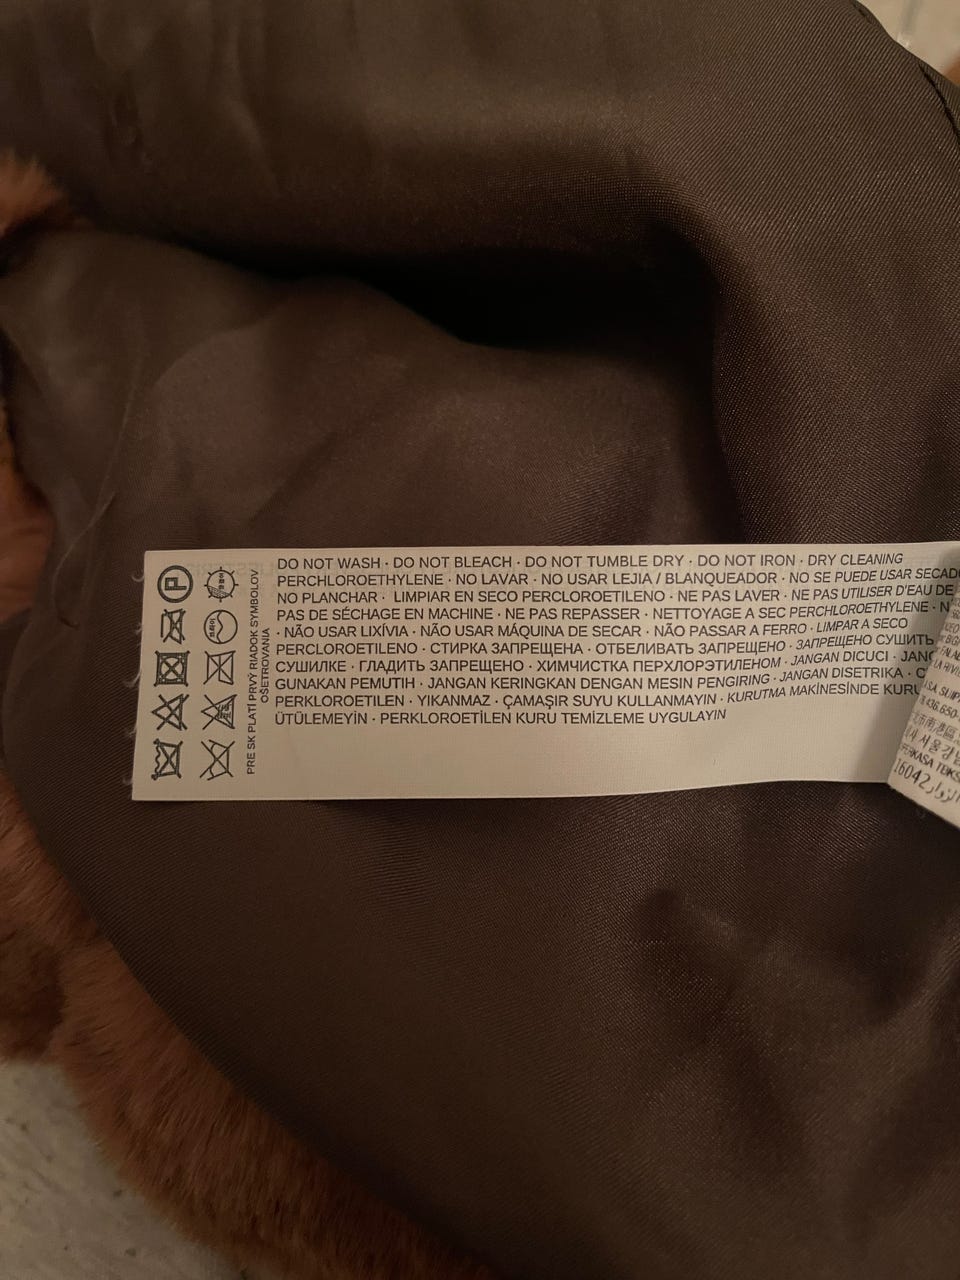 DO NOT WASH · DO NOT BLEACH · DO NOT TUMBLE DRY · DO NOT IRON · DRY CLEANING
PERCHLOROETHYLENE · NO LAVAR · NO USAR LEJIA / BLANQUEADOR · NO SE PUEDE USAR SECADO
NO PLANCHAR · LIMPIAR EN SECO PERCLOROETILENO · NE PAS LAVER · NE PAS UTILISER D'EAU DE
PAS DE SÉCHAGE EN MACHINE · NE PAS REPASSER · NETTOYAGE A SEC PERCHLOROETHYLENE · N
· NÃO USAR LIXÍVIA · NÃO USAR MÁQUINA DE SECAR · NÃO PASSAR A FERRO · LIMPAR A SECO
PERCLOROETILENO · СТИРКА ЗАПРЕЩЕНА · ОТБЕЛИВАТЬ ЗАПРЕЩЕНО · ЗАПРЕЩЕНО СУШИТЬ
СУШИЛКЕ · ГЛАДИТЬ ЗАПРЕЩЕНО · ХИМЧИСТКА ПЕРХЛОРЭТИЛЕНОМ · JANGAN DICUCI · JANG
GUNAKAN PEMUTIH · JANGAN KERINGKAN DENGAN MESIN PENGIRING · JANGAN DISETRIKA · C
PERKLOROETILEN · YIKANMAZ · ÇAMAŞIR SUYU KULLANMAYIN · KURUTMA MAKİNESİNDE KURU
ÜTÜLEMEYİN · PERKLOROETİLEN KURU TEMİZLEME UYGULAYIN
PRE SK PLATÍ PRVÝ RIADOK SYMBOLOV
OŠETROVANIA
P
16042